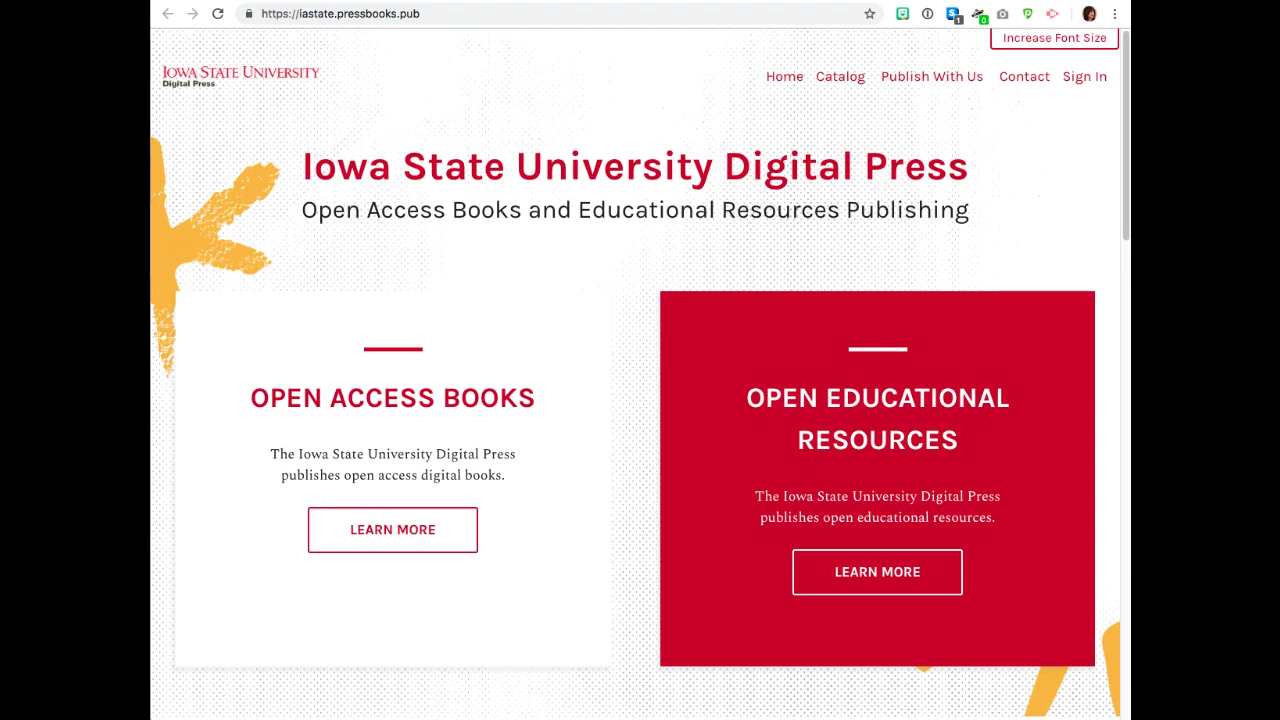 https://iastate.pressbooks.pub
1
0
Increase Font Size
IOWA STATE UNIVERSITY
Digital Press
Home Catalog Publish With Us Contact Sign In
Iowa State University Digital Press
Open Access Books and Educational Resources Publishing
OPEN ACCESS BOOKS
The Iowa State University Digital Press
publishes open access digital books.
LEARN MORE
OPEN EDUCATIONAL
RESOURCES
The Iowa State University Digital Press
publishes open educational resources.
LEARN MORE